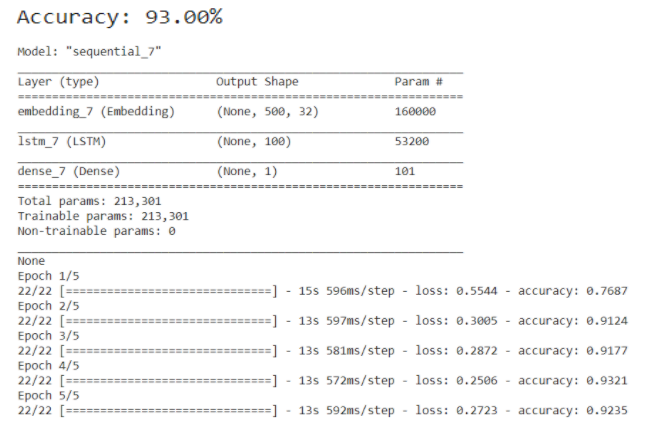 Accuracy: 93.00%
Model: "sequential_7"
_________________________________________________________________
Layer (type) Output Shape Param #
=================================================================
embedding_7 (Embedding) (None, 500, 32) 160000
_________________________________________________________________
lstm_7 (LSTM) (None, 100) 53200
_________________________________________________________________
dense_7 (Dense) (None, 1) 101
=================================================================
Total params: 213,301
Trainable params: 213,301
Non-trainable params: 0
_________________________________________________________________
None
Epoch 1/5
22/22 [==============================] - 15s 596ms/step - loss: 0.5544 - accuracy: 0.7687
Epoch 2/5
22/22 [==============================] - 13s 597ms/step - loss: 0.3005 - accuracy: 0.9124
Epoch 3/5
22/22 [==============================] - 13s 581ms/step - loss: 0.2872 - accuracy: 0.9177
Epoch 4/5
22/22 [==============================] - 13s 572ms/step - loss: 0.2506 - accuracy: 0.9321
Epoch 5/5
22/22 [==============================] - 13s 592ms/step - loss: 0.2723 - accuracy: 0.9235